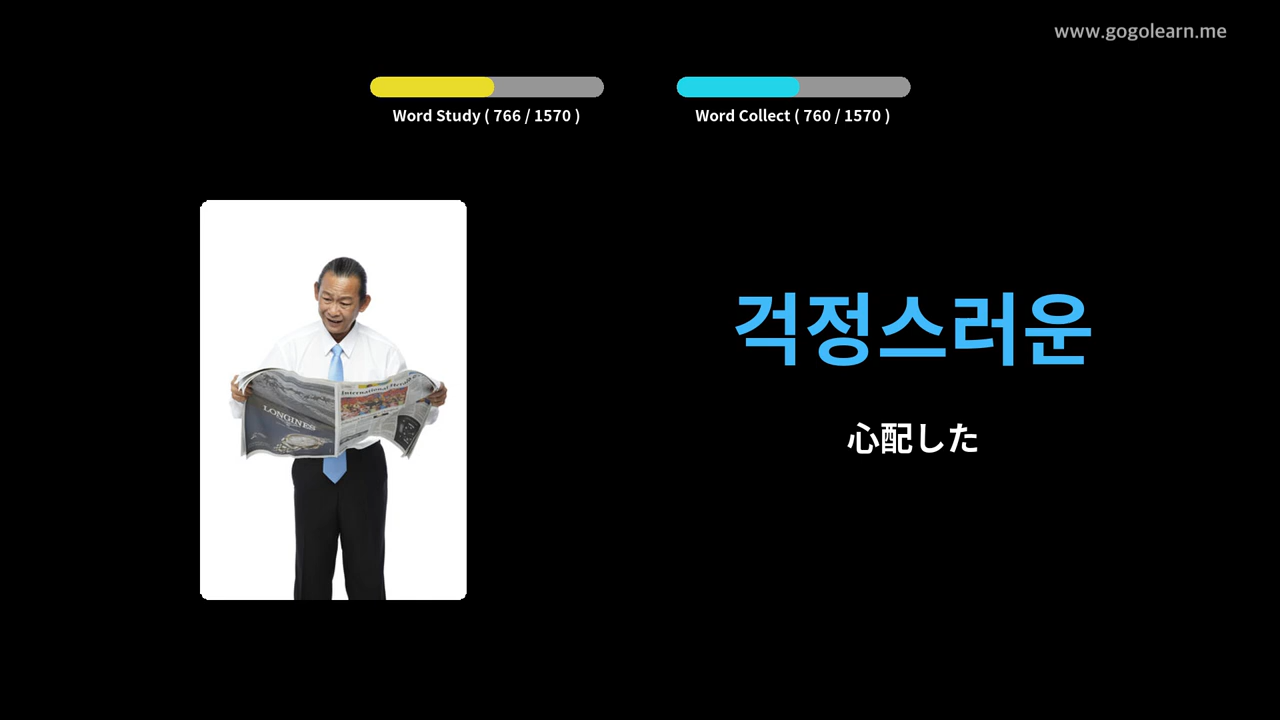 www.gogolearn.me
Word Study ( 766 / 1570 )
Word Collect ( 760 / 1570 )
걱정스러운
心配した
LONGINES